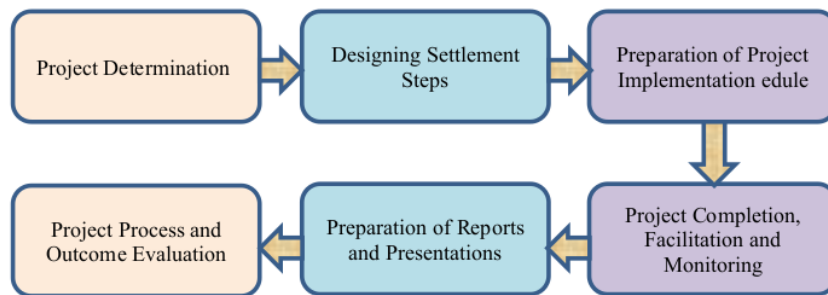 Project Determination
Designing Settlement
Steps
Preparation of Project
Implementation edule
Project Completion,
Facilitation and
Monitoring
Preparation of Reports
and Presentations
Project Process and
Outcome Evaluation